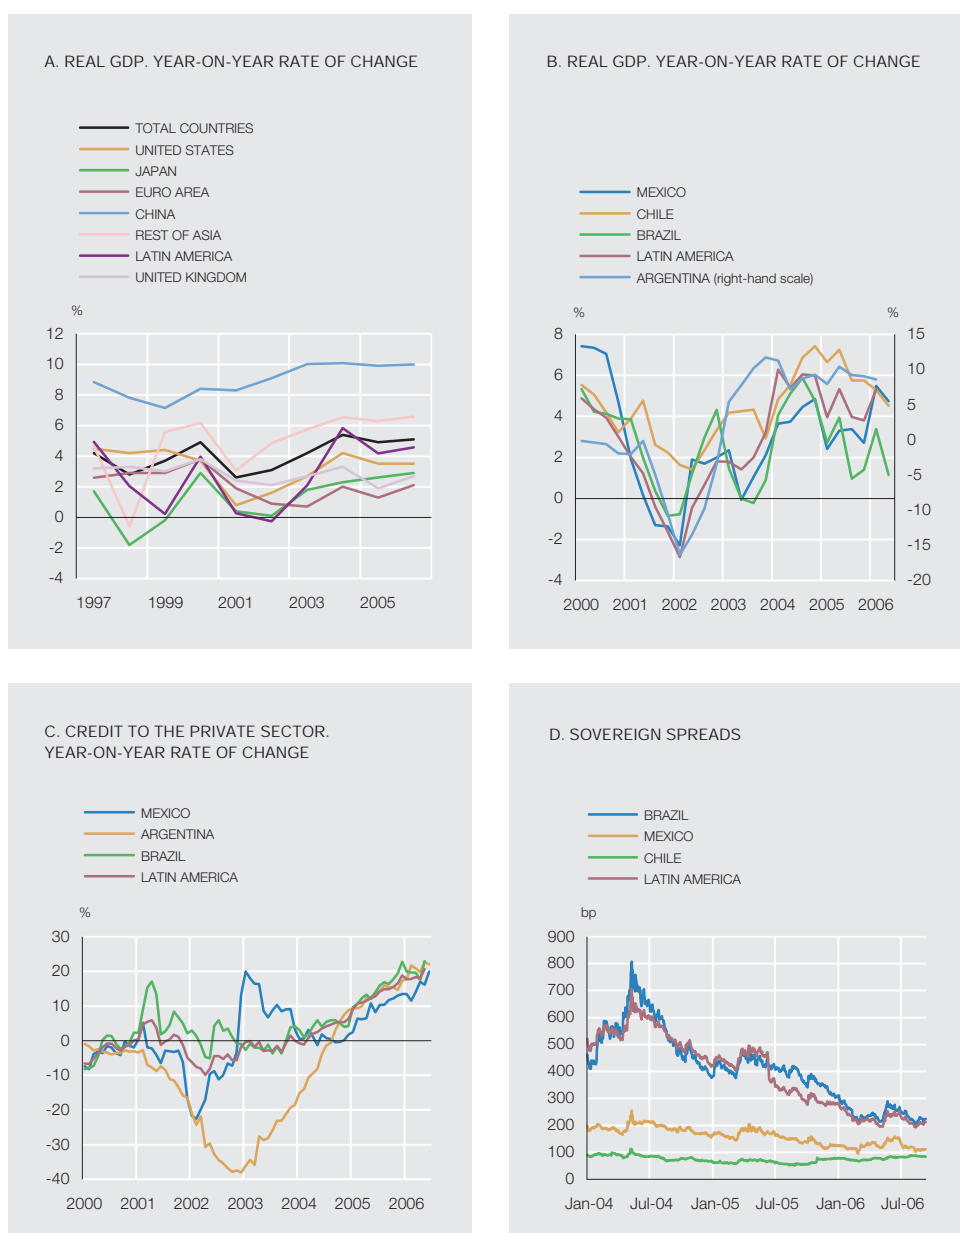 A. REAL GDP. YEAR-ON-YEAR RATE OF CHANGE
TOTAL COUNTRIES
UNITED STATES
JAPAN
EURO AREA
CHINA
REST OF ASIA
LATIN AMERICA
UNITED KINGDOM
%
12
10
8
6
4
2
0
-2
-4
1997 1999 2001 2003 2005
B. REAL GDP. YEAR-ON-YEAR RATE OF CHANGE
MEXICO
CHILE
BRAZIL
LATIN AMERICA
ARGENTINA (right-hand scale)
% %
8
6
4
2
0
-2
-4
15
10
5
0
-5
-10
-15
-20
2000 2001 2002 2003 2004 2005 2006
C. CREDIT TO THE PRIVATE SECTOR.
YEAR-ON-YEAR RATE OF CHANGE
MEXICO
ARGENTINA
BRAZIL
LATIN AMERICA
%
30
20
10
0
-10
-20
-30
-40
2000 2001 2002 2003 2004 2005 2006
D. SOVEREIGN SPREADS
BRAZIL
MEXICO
CHILE
LATIN AMERICA
bp
900
800
700
600
500
400
300
200
100
0
Jan-04 Jul-04 Jan-05 Jul-05 Jan-06 Jul-06